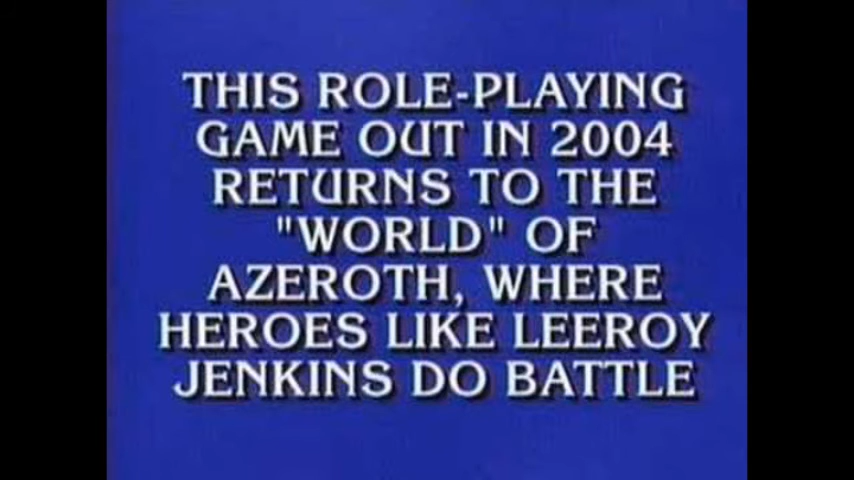 THIS ROLE-PLAYING
GAME OUT IN 2004
RETURNS TO THE
"WORLD" OF
AZEROTH, WHERE
HEROES LIKE LEEROY
JENKINS DO BATTLE